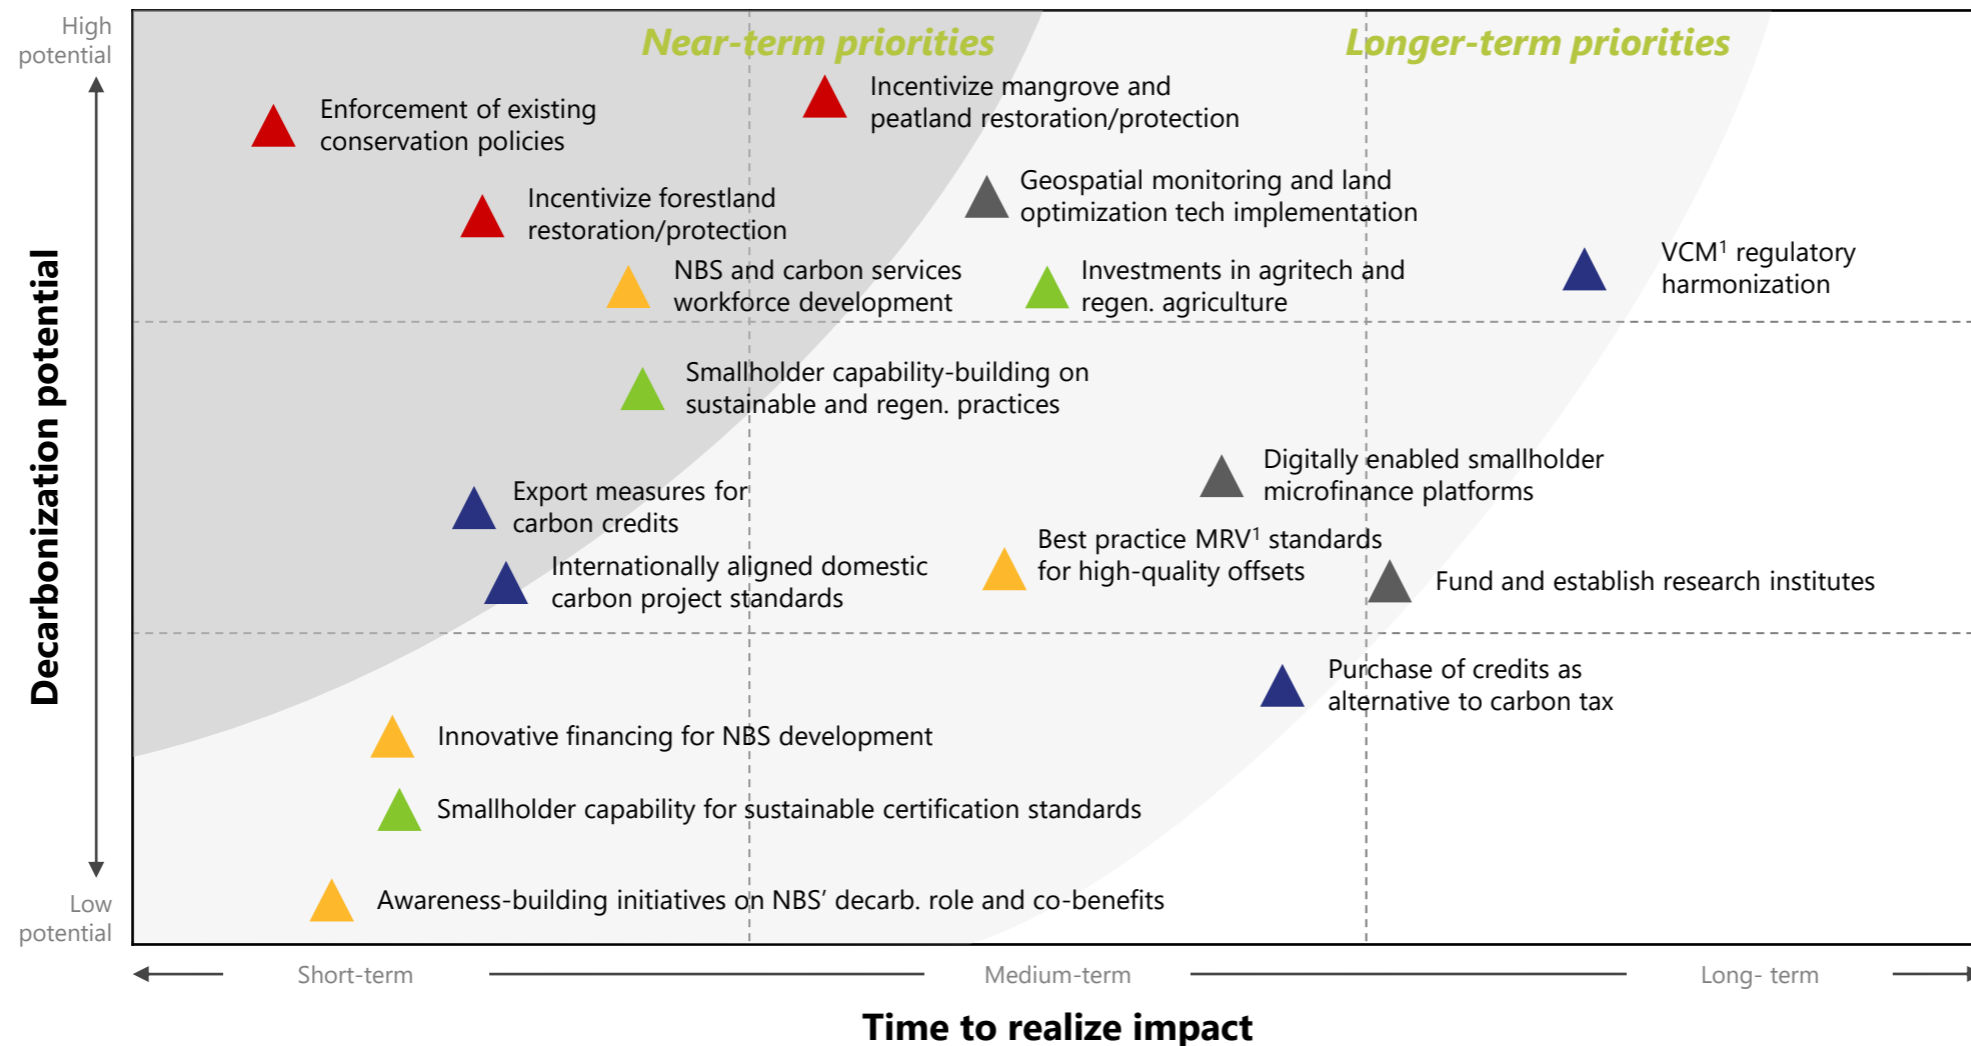 High
potential
Near-term priorities
Longer-term priorities
Enforcement of existing
conservation policies
Incentivize mangrove and
peatland restoration/protection
Incentivize forestland
restoration/protection
Geospatial monitoring and land
optimization tech implementation
NBS and carbon services
workforce development
Investments in agritech and
regen. agriculture
VCM¹ regulatory
harmonization
Smallholder capability-building on
sustainable and regen. practices
Digitally enabled smallholder
microfinance platforms
Export measures for
carbon credits
Best practice MRV¹ standards
for high-quality offsets
Internationally aligned domestic
carbon project standards
Fund and establish research institutes
Purchase of credits as
alternative to carbon tax
Innovative financing for NBS development
Smallholder capability for sustainable certification standards
Awareness-building initiatives on NBS’ decarb. role and co-benefits
Decarbonization potential
Low
potential
Short-term
Medium-term
Long- term
Time to realize impact